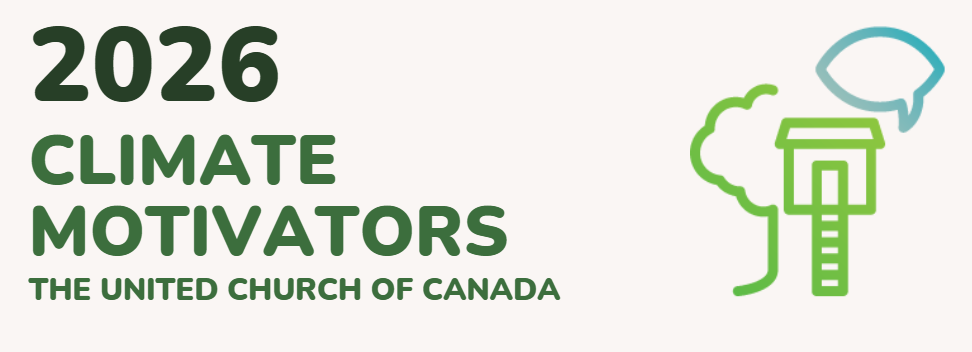 2026
CLIMATE
MOTIVATORS
THE UNITED CHURCH OF CANADA